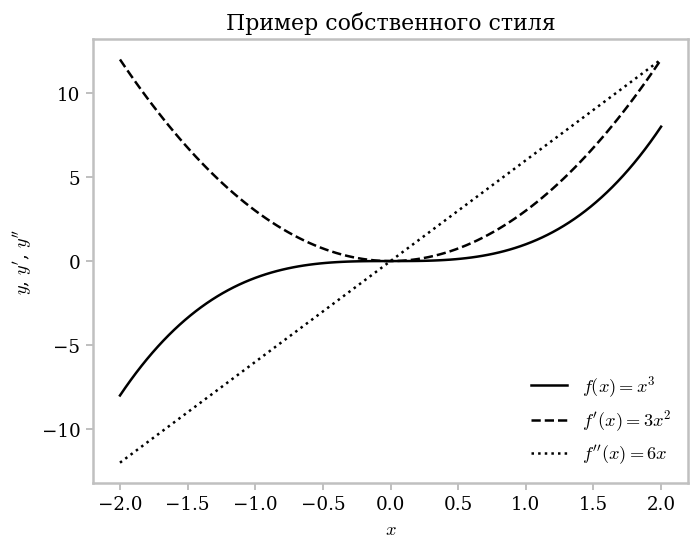 Пример собственного стиля
10
5
0
−5
−10
y, y′, y″
f(x) = x³
f′(x) = 3x²
f″(x) = 6x
−2.0 −1.5 −1.0 −0.5 0.0 0.5 1.0 1.5 2.0
x